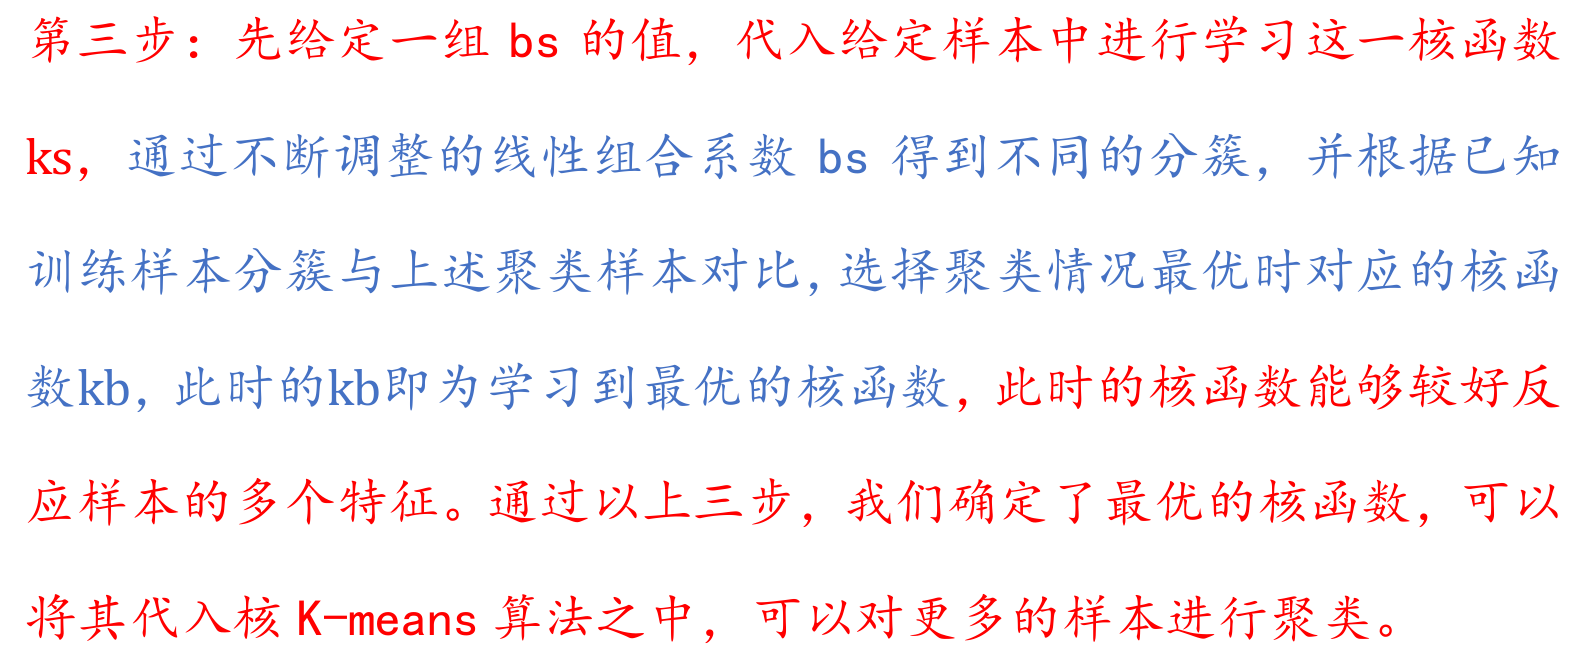 第三步：先给定一组 bs 的值，代入给定样本中进行学习这一核函数
ks，通过不断调整的线性组合系数 bs 得到不同的分簇，并根据已知
训练样本分簇与上述聚类样本对比，选择聚类情况最优时对应的核函
数kb，此时的kb即为学习到最优的核函数，此时的核函数能够较好反
应样本的多个特征。通过以上三步，我们确定了最优的核函数，可以
将其代入核 K-means 算法之中，可以对更多的样本进行聚类。